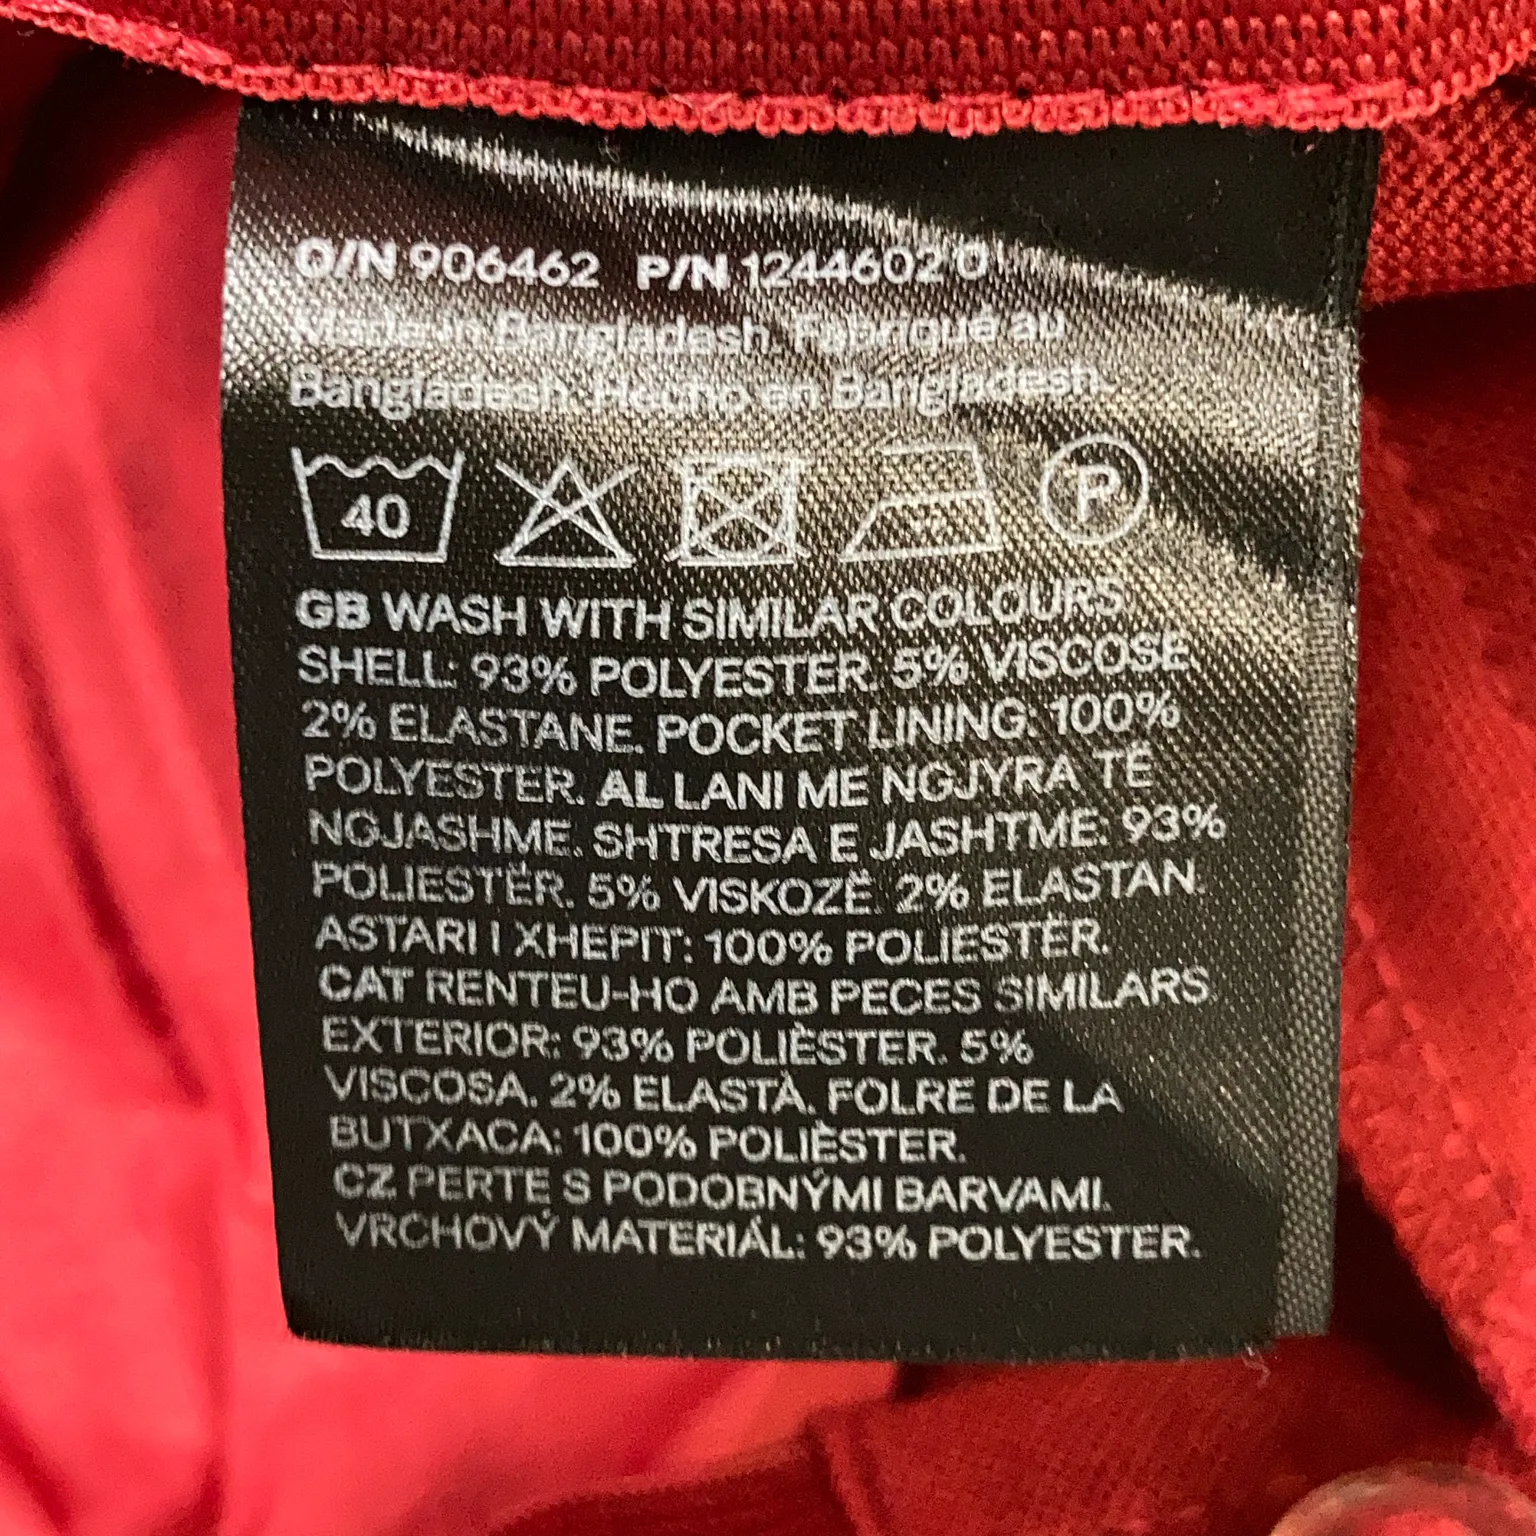 O/N 906462 P/N 1244602 0
Made in Bangladesh. Fabriqué au
Bangladesh. Hecho en Bangladesh.
40 P
GB WASH WITH SIMILAR COLOURS.
SHELL: 93% POLYESTER. 5% VISCOSE
2% ELASTANE. POCKET LINING: 100%
POLYESTER. AL LANI ME NGJYRA TË
NGJASHME. SHTRESA E JASHTME: 93%
POLIESTËR. 5% VISKOZË. 2% ELASTAN.
ASTARI I XHEPIT: 100% POLIESTËR.
CAT RENTEU-HO AMB PECES SIMILARS
EXTERIOR: 93% POLIÈSTER. 5%
VISCOSA. 2% ELASTÀ. FOLRE DE LA
BUTXACA: 100% POLIÈSTER.
CZ PERTE S PODOBNÝMI BARVAMI.
VRCHOVÝ MATERIÁL: 93% POLYESTER.